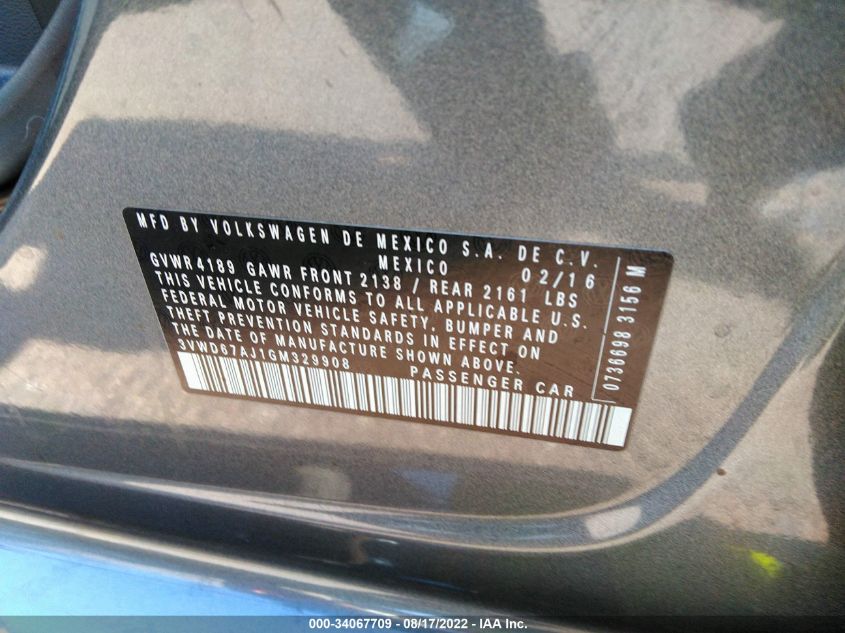 MFD BY VOLKSWAGEN DE MEXICO S.A. DE C.V.
MEXICO 02/16
GVWR 4189 GAWR FRONT 2138 / REAR 2161 LBS
THIS VEHICLE CONFORMS TO ALL APPLICABLE U.S.
FEDERAL MOTOR VEHICLE SAFETY, BUMPER AND
THEFT PREVENTION STANDARDS IN EFFECT ON
THE DATE OF MANUFACTURE SHOWN ABOVE.
3VWD67AJ1GM329908 PASSENGER CAR
0736698 3156 M
000-34067709 - 08/17/2022 - IAA Inc.